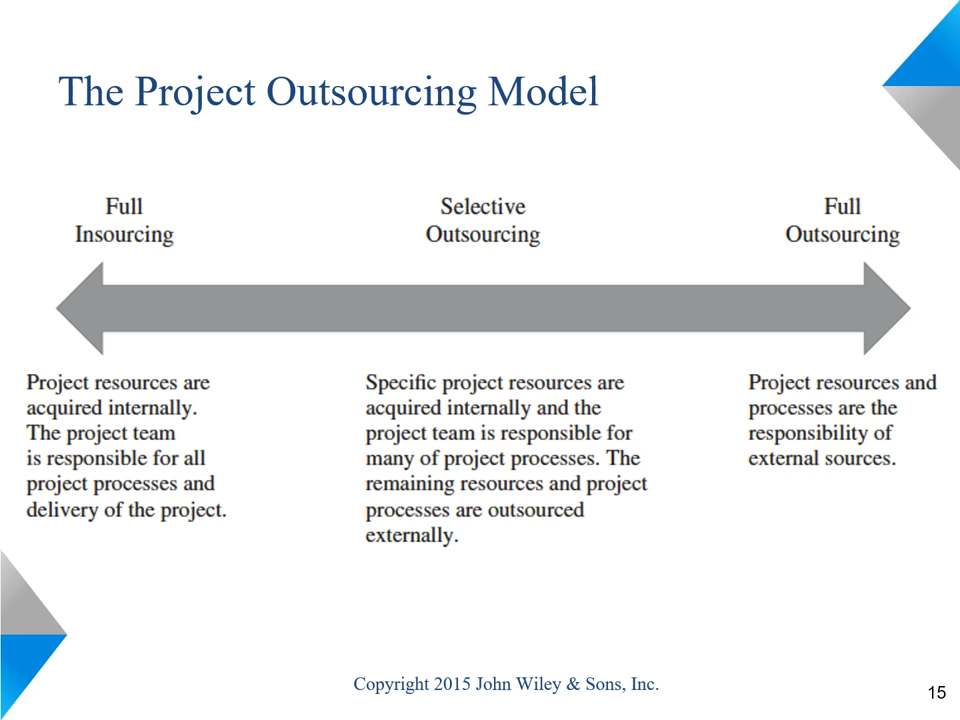 The Project Outsourcing Model
Full
Insourcing
Selective
Outsourcing
Full
Outsourcing
Project resources are
acquired internally.
The project team
is responsible for all
project processes and
delivery of the project.
Specific project resources are
acquired internally and the
project team is responsible for
many of project processes. The
remaining resources and project
processes are outsourced
externally.
Project resources and
processes are the
responsibility of
external sources.
Copyright 2015 John Wiley & Sons, Inc.
15